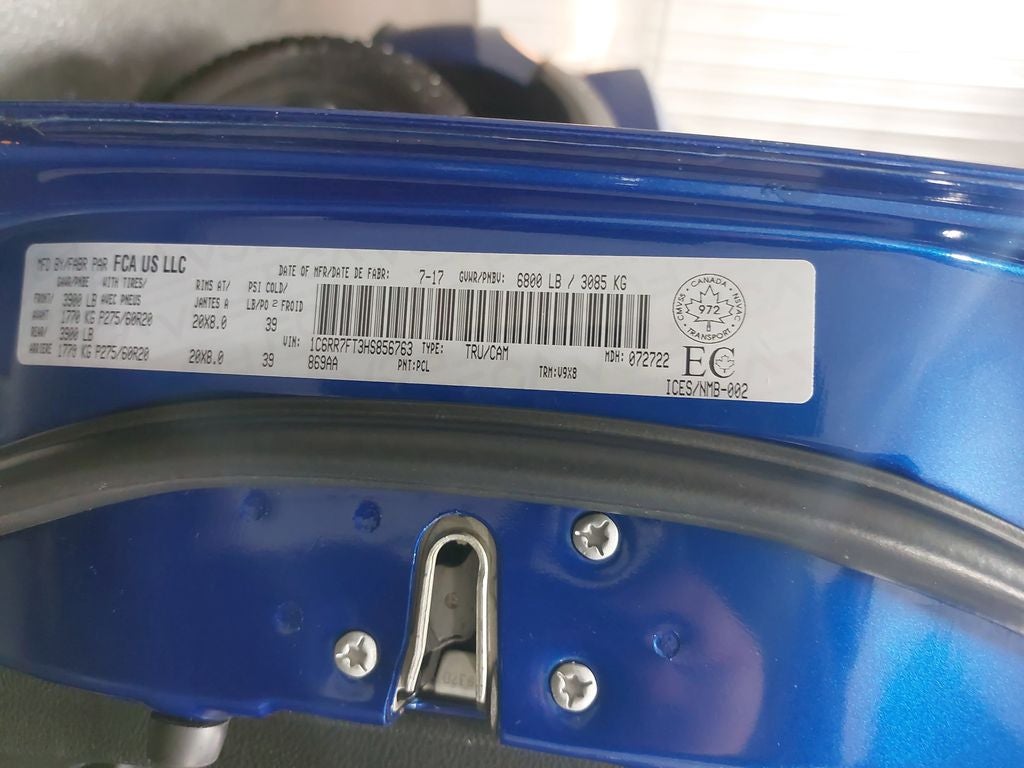 MFD BY/FABR PAR FCA US LLC
DATE OF MFR/DATE DE FABR: 7-17 GVWR/PNBV: 6800 LB / 3085 KG
GAWR/PNBE WITH TIRES/ RIMS AT/ PSI COLD/
FRONT/ 3900 LB AVEC PNEUS JANTES A LB/PO 2 FROID
AVANT 1770 KG P275/60R20 20X8.0 39
REAR/ 3900 LB
ARRIERE 1770 KG P275/60R20 20X8.0 39
VIN: 1C6RR7FT3HS856763 TYPE: TRU/CAM MDH: 072722
869AA PNT:PCL TRM:V9X8
CANADA
CMVSS 972 NSVAC
TRANSPORT
EC
ICES/NMB-002